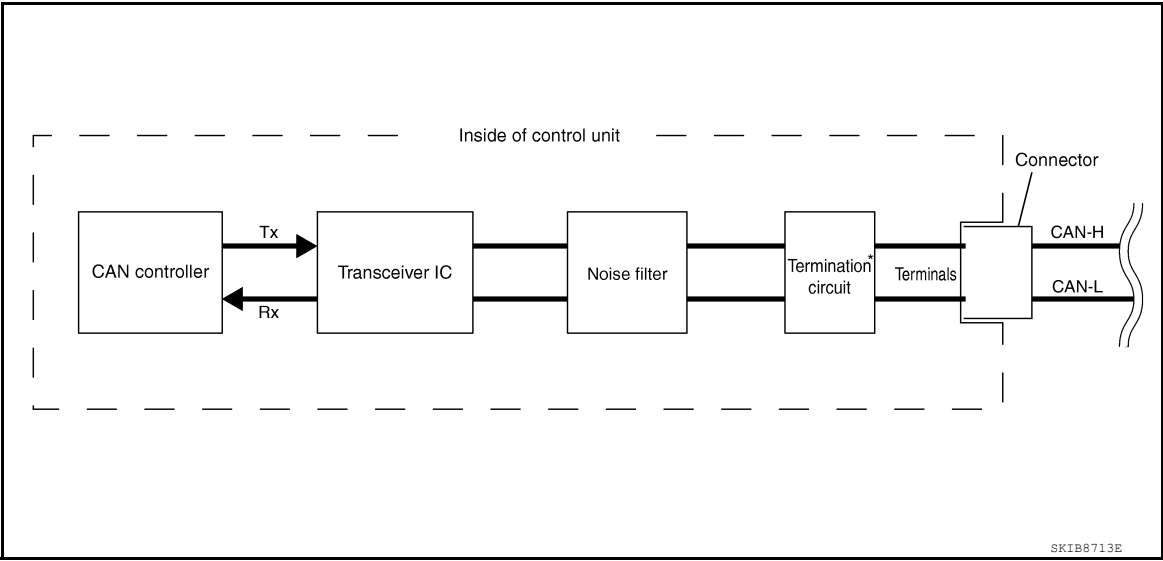 Inside of control unit
Connector
Tx
CAN-H
CAN controller
Transceiver IC
Noise filter
Termination*
circuit
Terminals
CAN-L
Rx
SKIB8713E